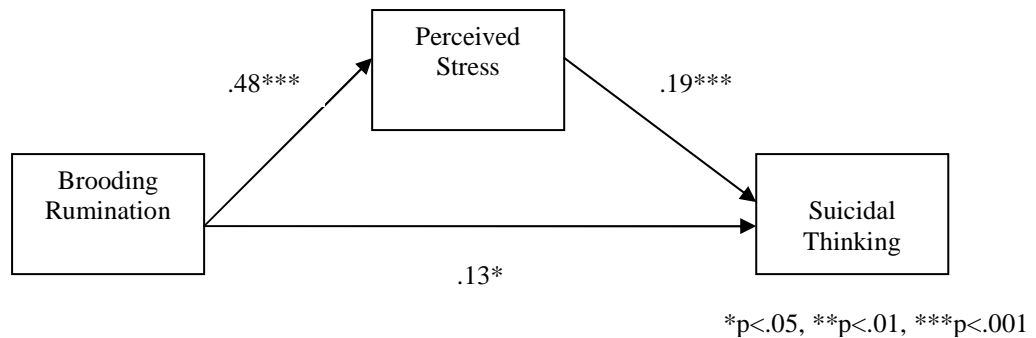 Perceived
Stress
.48***
.19***
Brooding
Rumination
Suicidal
Thinking
.13*
*p<.05, **p<.01, ***p<.001